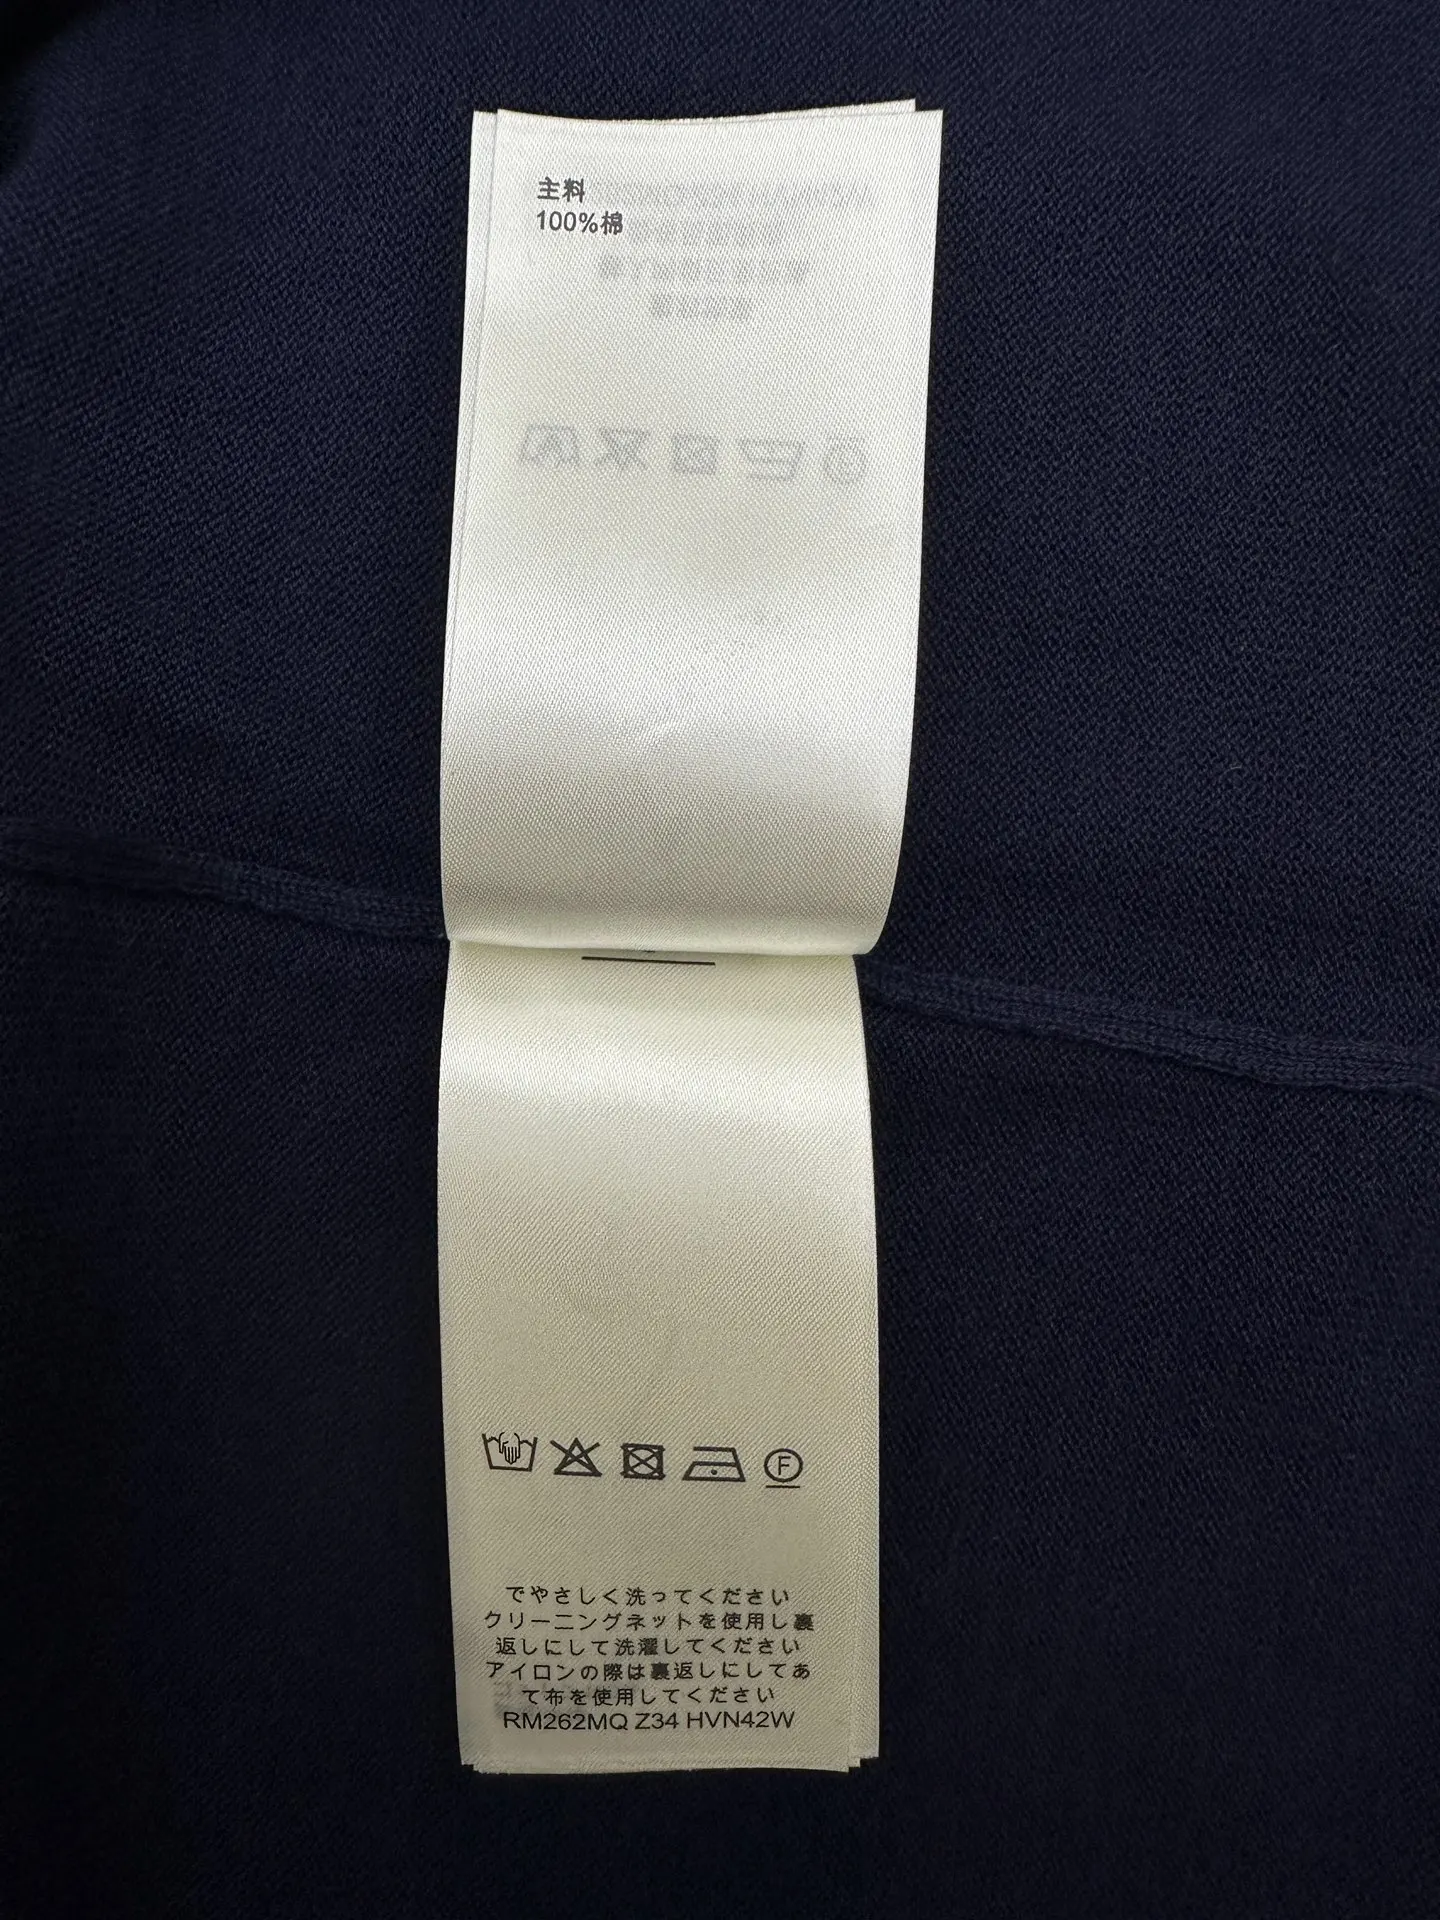 主料
100%棉
F
でやさしく洗ってください
クリーニングネットを使用し裏
返しにして洗濯してください
アイロンの際は裏返しにしてあ
て布を使用してください
RM262MQ Z34 HVN42W